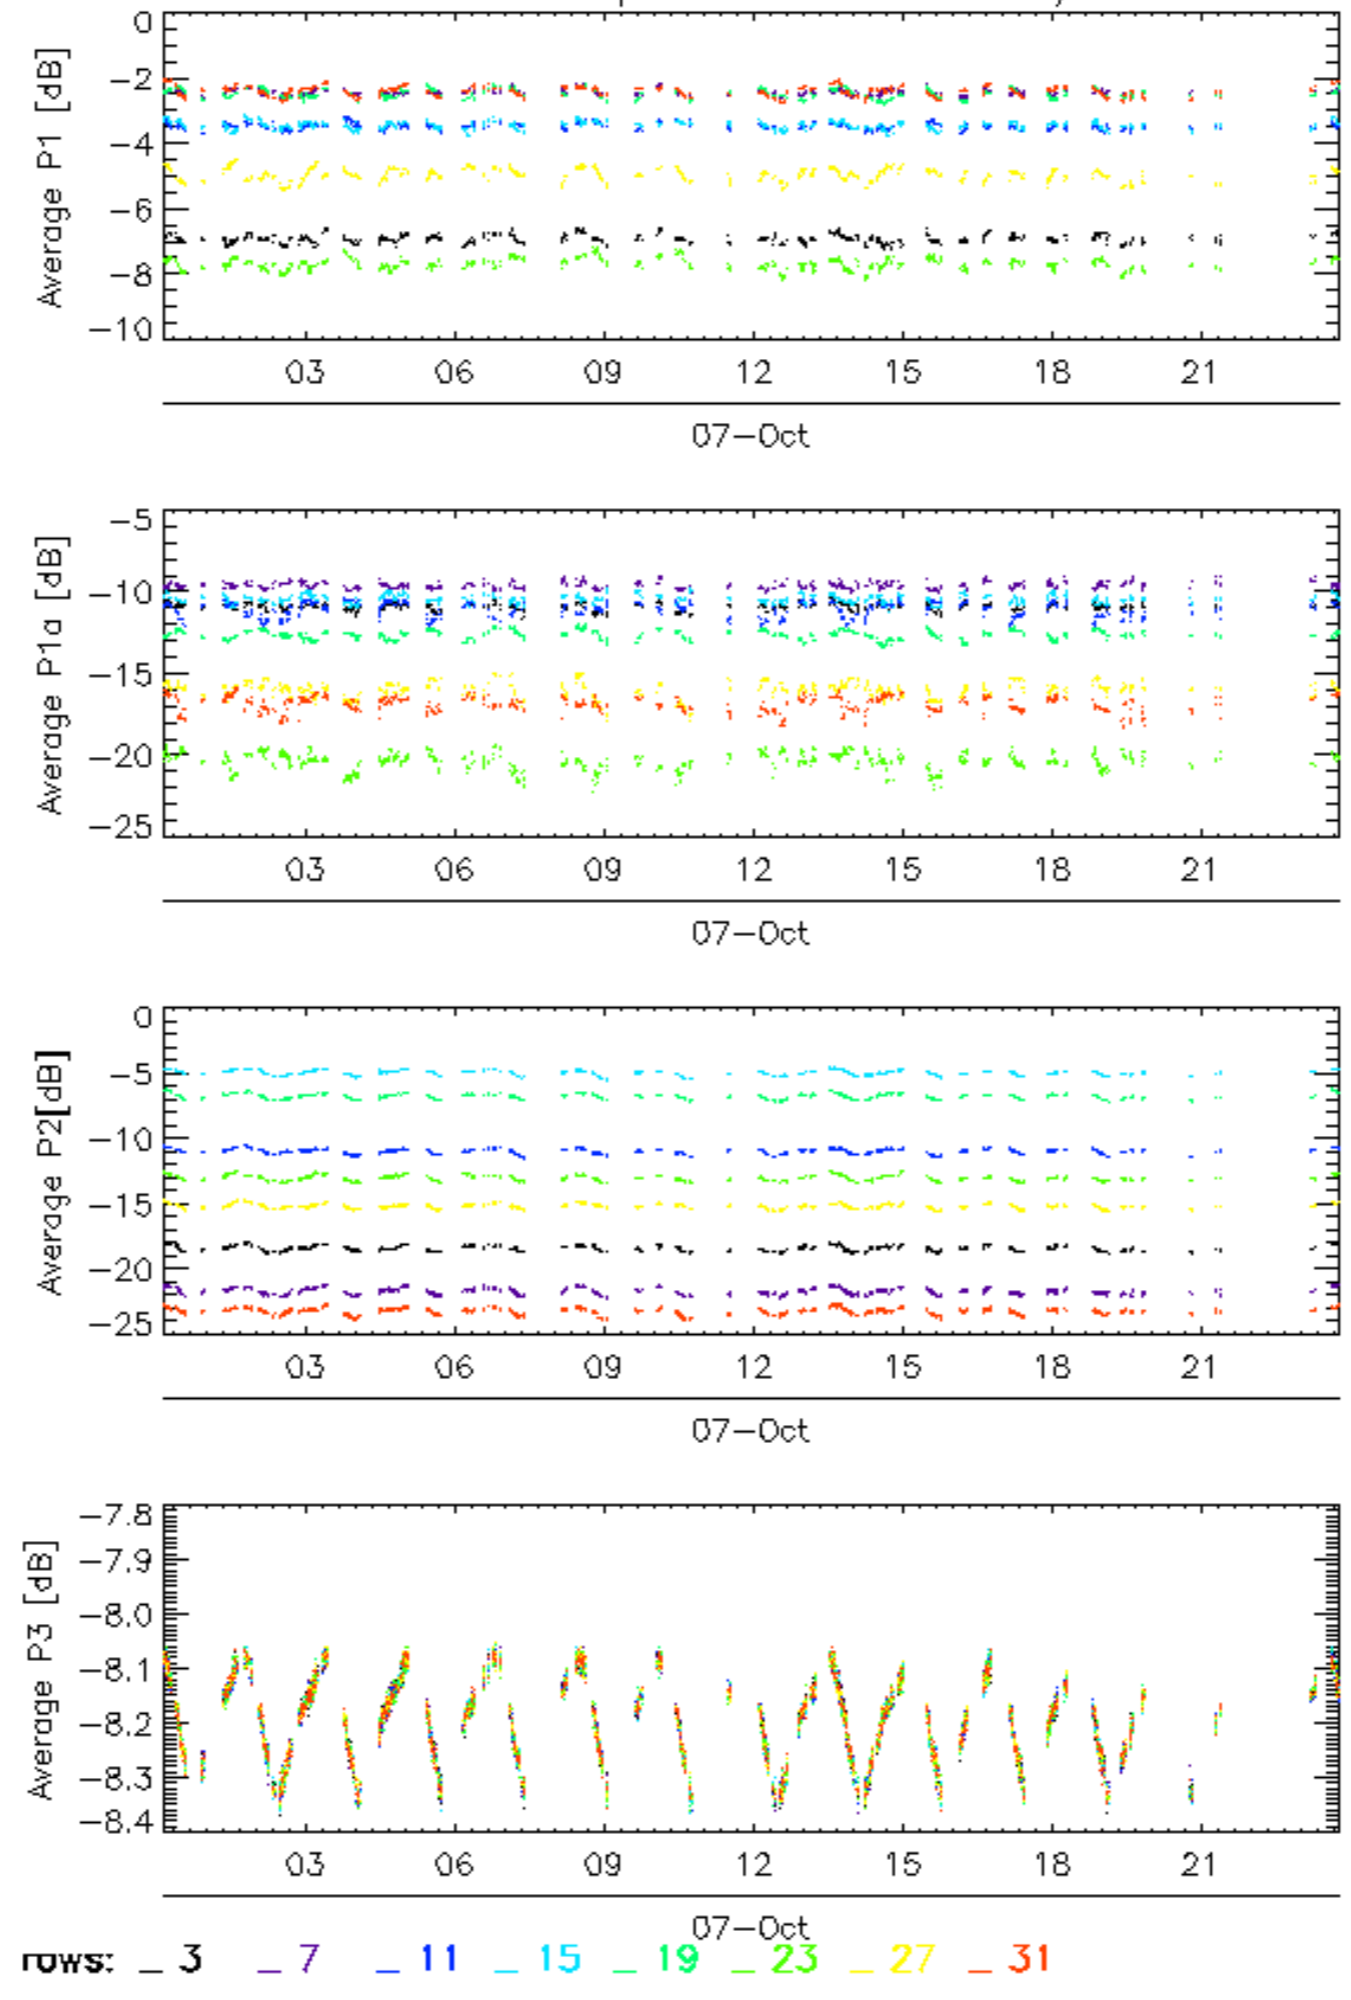 0
−2
−4
−6
−8
−10
Average P1 [dB]
03 06 09 12 15 18 21
07−Oct
−5
−10
−15
−20
−25
Average P1a [dB]
03 06 09 12 15 18 21
07−Oct
0
−5
−10
−15
−20
−25
Average P2[dB]
03 06 09 12 15 18 21
07−Oct
−7.8
−7.9
−8.0
−8.1
−8.2
−8.3
−8.4
Average P3 [dB]
03 06 09 12 15 18 21
07−Oct
rows: _ 3 _ 7 _ 11 _ 15 _ 19 _ 23 _ 27 _ 31